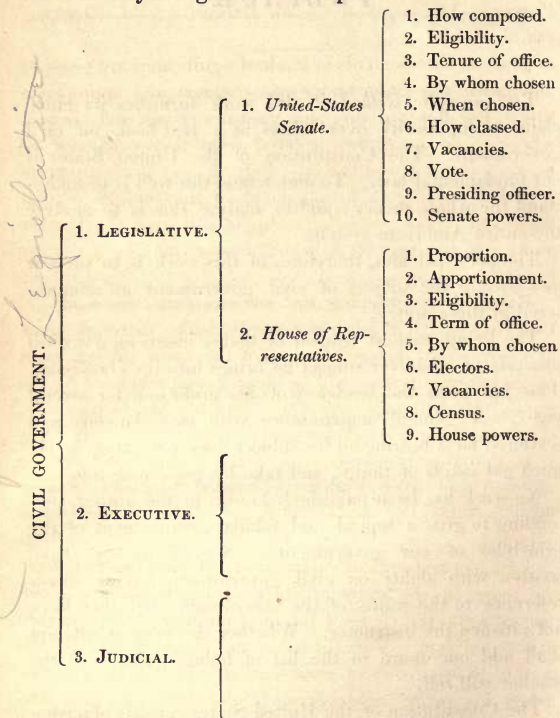 1. How composed.
2. Eligibility.
3. Tenure of office.
4. By whom chosen
5. When chosen.
6. How classed.
7. Vacancies.
8. Vote.
9. Presiding officer.
10. Senate powers.
1. United-States
Senate.
1. LEGISLATIVE.
Legislative
1. Proportion.
2. Apportionment.
3. Eligibility.
4. Term of office.
5. By whom chosen
6. Electors.
7. Vacancies.
8. Census.
9. House powers.
2. House of Rep-
resentatives.
CIVIL GOVERNMENT.
2. EXECUTIVE.
3. JUDICIAL.